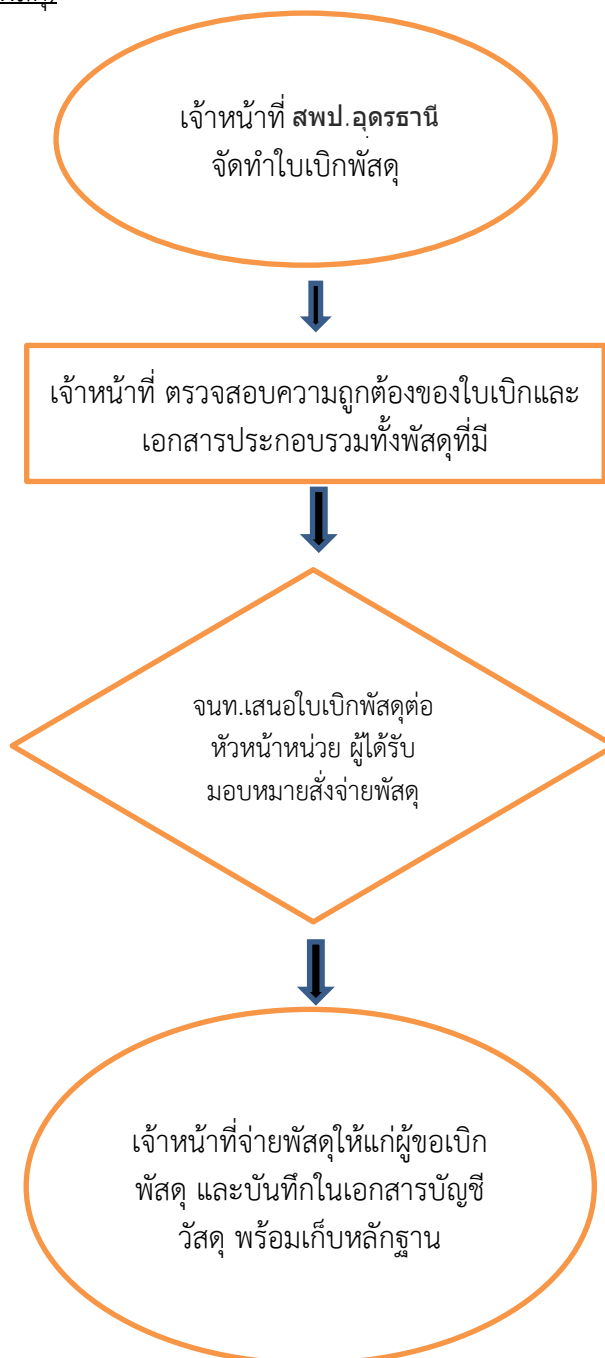 เจ้าหน้าที่ สพป.อุดรธานี
จัดทำใบเบิกพัสดุ
เจ้าหน้าที่ ตรวจสอบความถูกต้องของใบเบิกและ
เอกสารประกอบรวมทั้งพัสดุที่มี
จนท.เสนอใบเบิกพัสดุต่อ
หัวหน้าหน่วย ผู้ได้รับ
มอบหมายสั่งจ่ายพัสดุ
เจ้าหน้าที่จ่ายพัสดุให้แก่ผู้ขอเบิก
พัสดุ และบันทึกในเอกสารบัญชี
วัสดุ พร้อมเก็บหลักฐาน